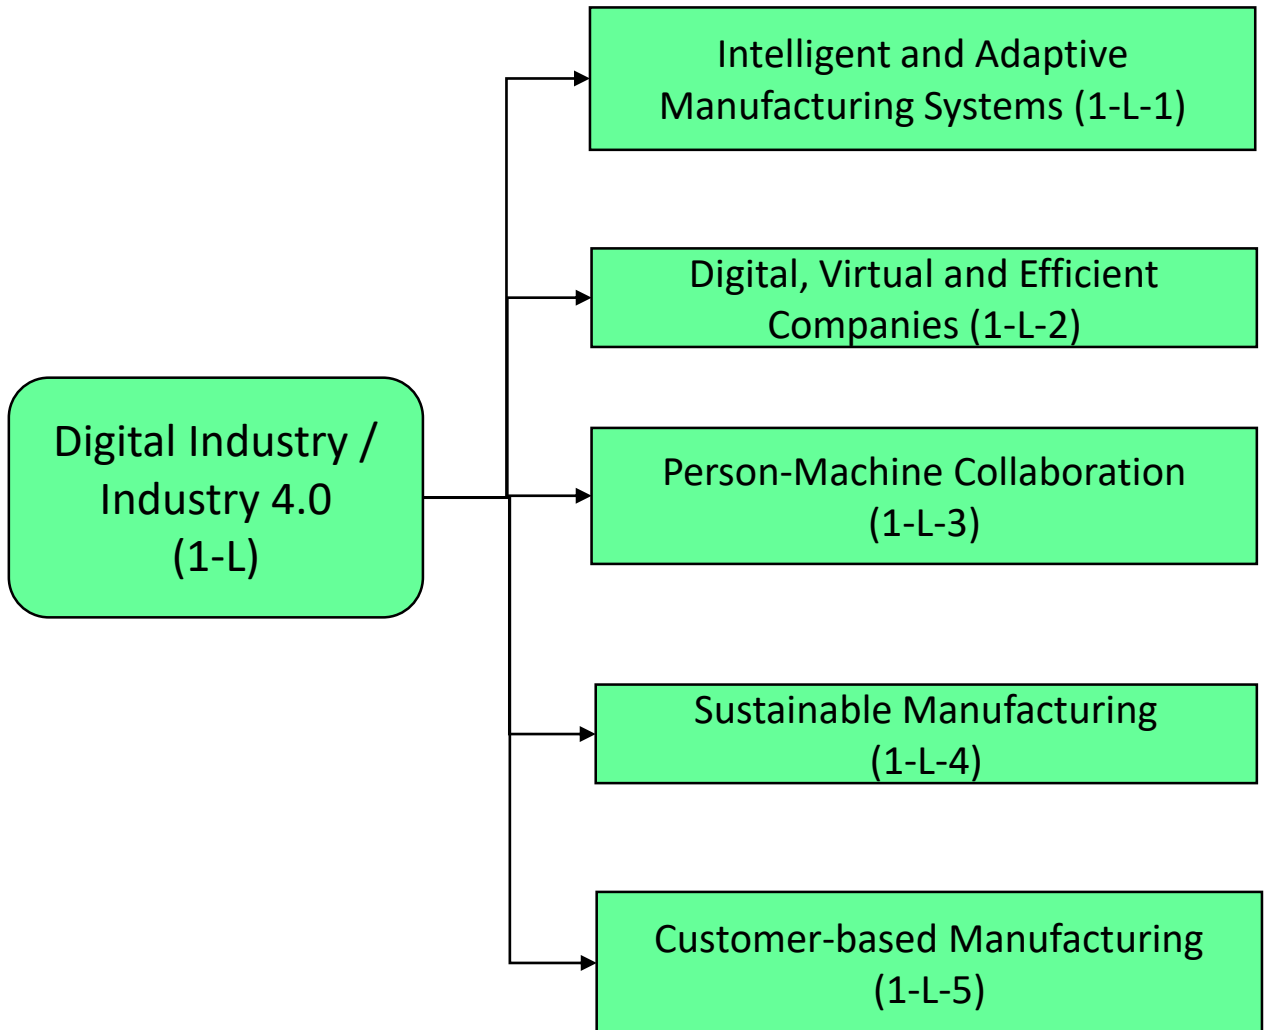 Intelligent and Adaptive
Manufacturing Systems (1-L-1)
Digital, Virtual and Efficient
Companies (1-L-2)
Digital Industry /
Industry 4.0
(1-L)
Person-Machine Collaboration
(1-L-3)
Sustainable Manufacturing
(1-L-4)
Customer-based Manufacturing
(1-L-5)